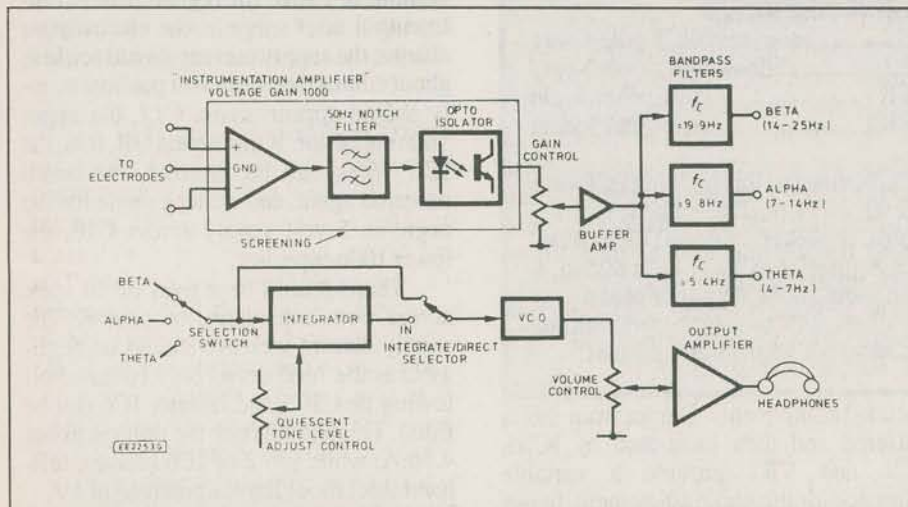 INSTRUMENTATION AMPLIFIER
VOLTAGE GAIN 1000
50Hz NOTCH
FILTER
OPTO
ISOLATOR
BANDPASS
FILTERS
TO
ELECTRODES
+
GND
−
SCREENING
GAIN
CONTROL
BUFFER
AMP
fc
=19·9Hz
BETA
(14–25Hz)
fc
=9·8Hz
ALPHA
(7–14Hz)
fc
=5·4Hz
THETA
(4–7Hz)
BETA
ALPHA
THETA
SELECTION
SWITCH
INTEGRATOR
IN
INTEGRATE/DIRECT
SELECTOR
VCO
QUIESCENT
TONE LEVEL
ADJUST CONTROL
VOLUME
CONTROL
OUTPUT
AMPLIFIER
HEADPHONES
EE2253G